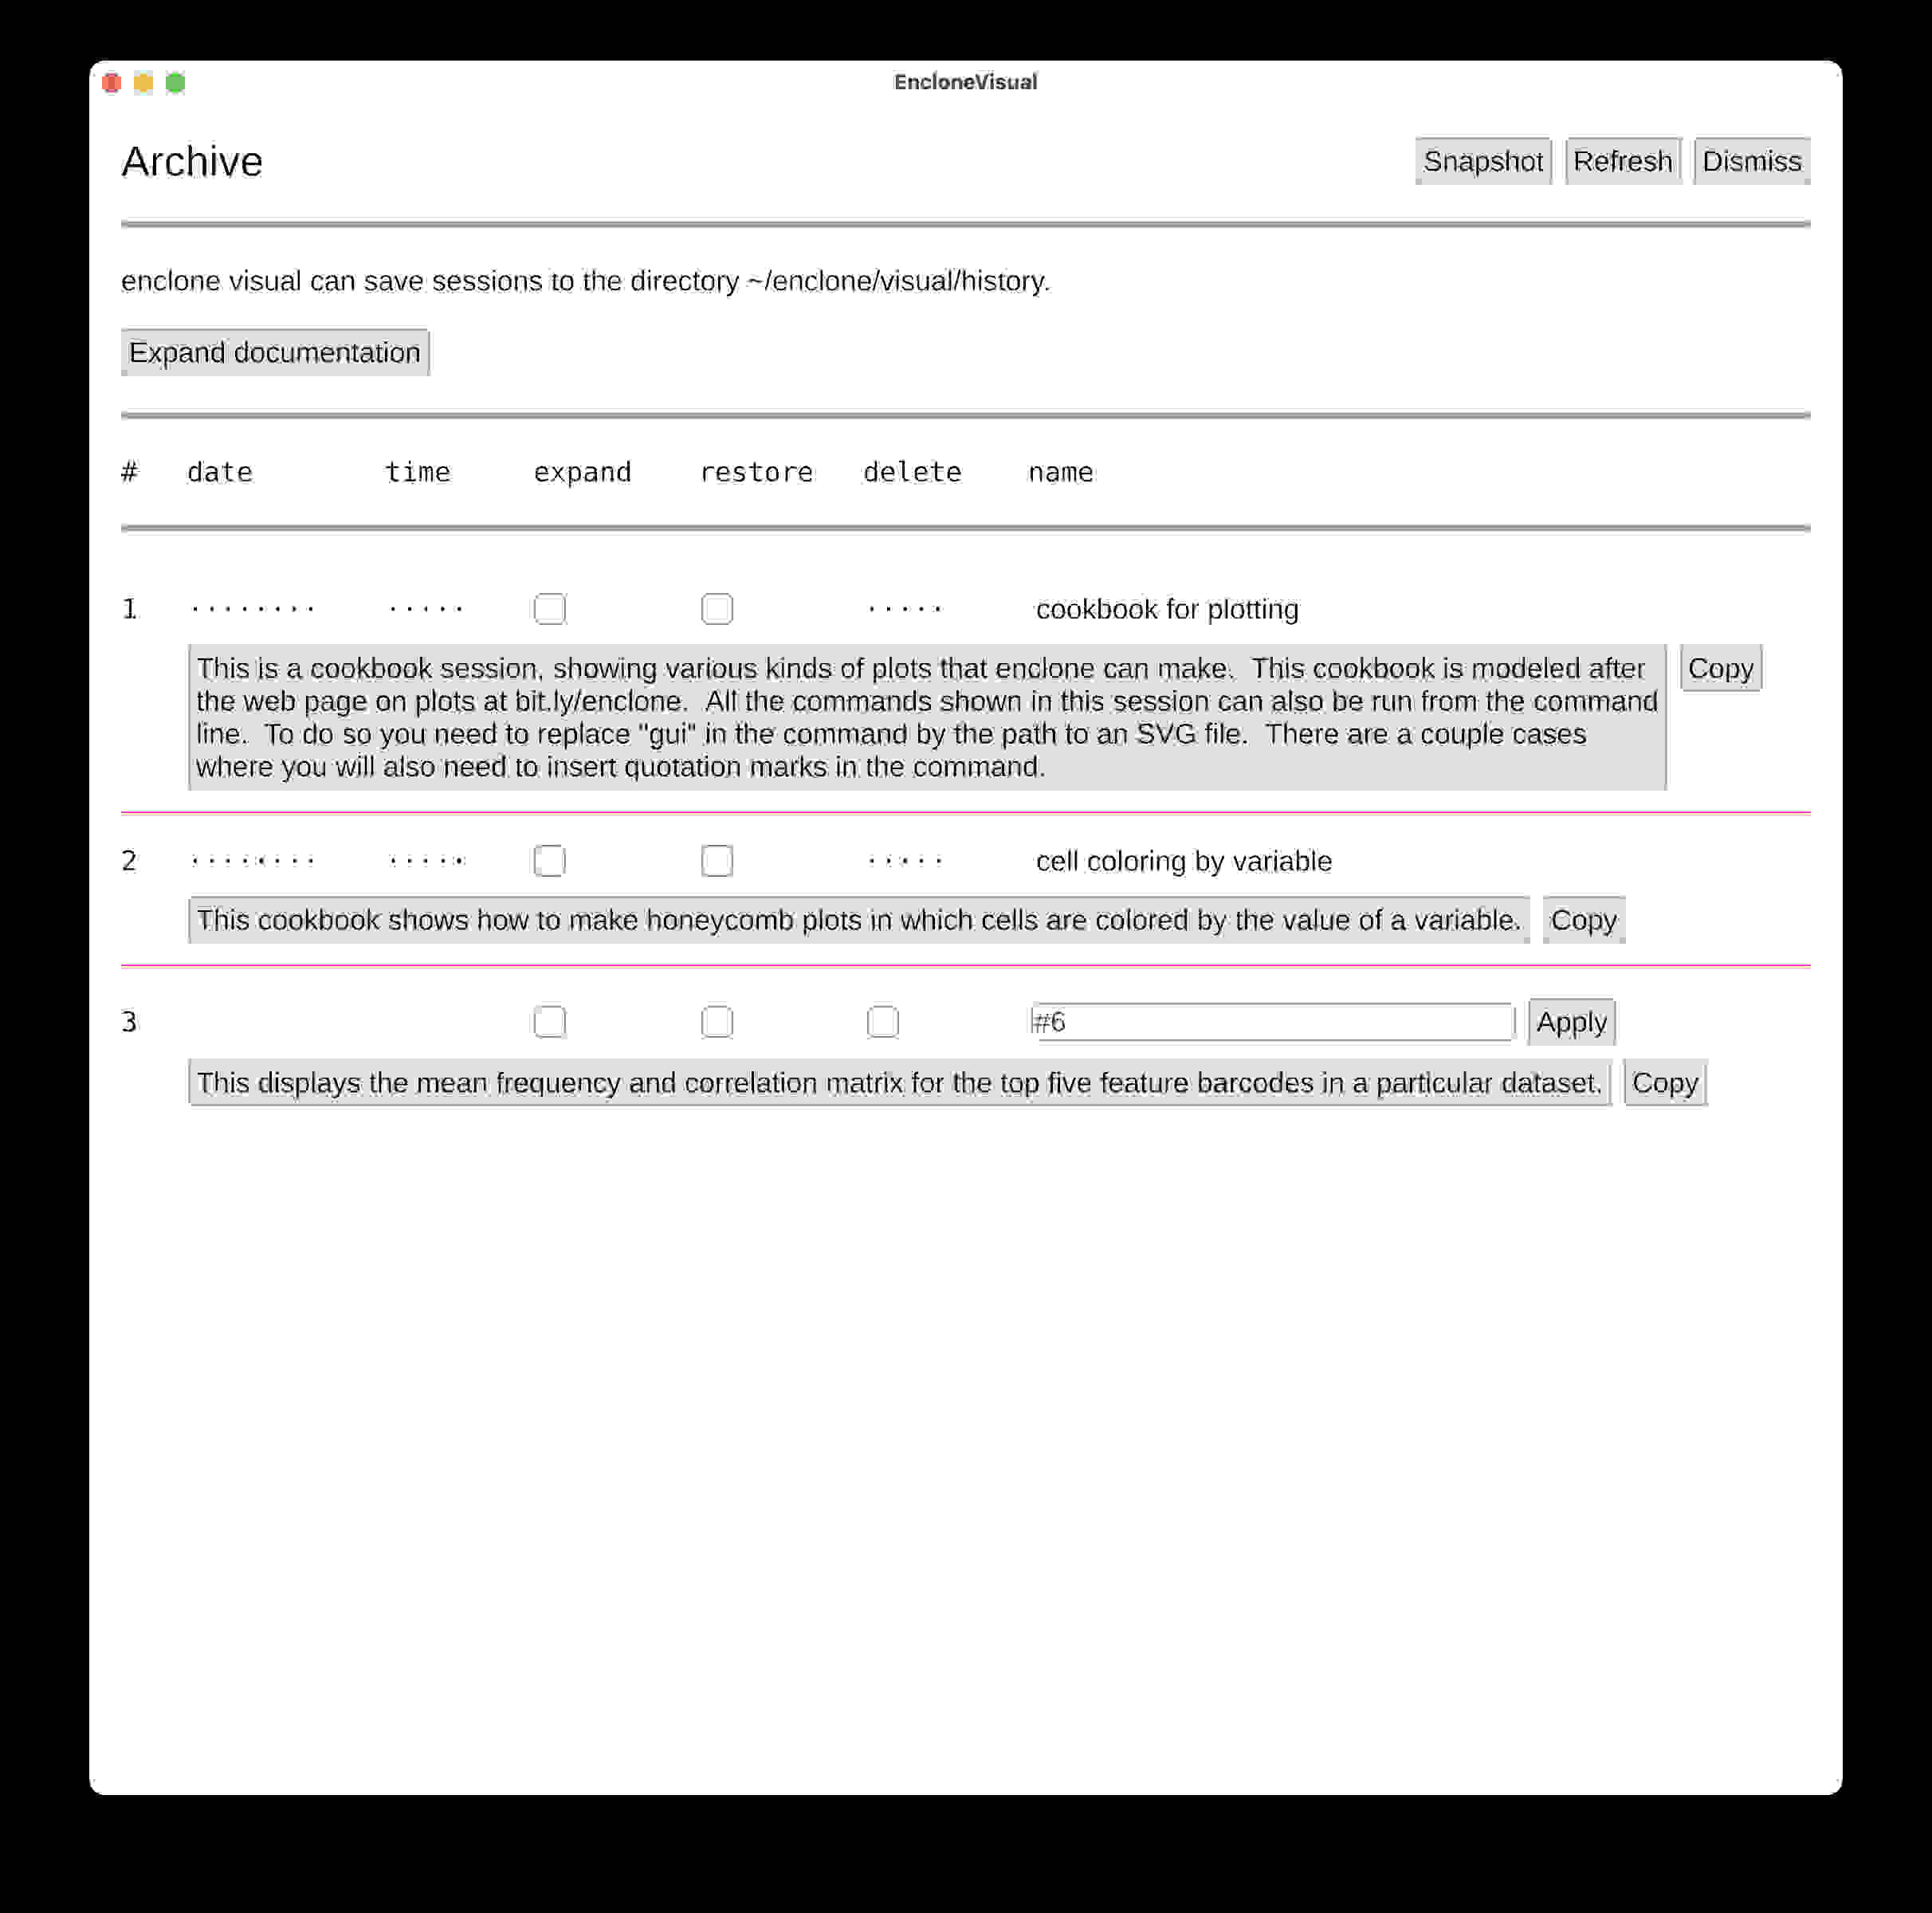 EncloneVisual
Archive Snapshot Refresh Dismiss
enclone visual can save sessions to the directory ~/enclone/visual/history.
Expand documentation
# date time expand restore delete name
1 ········ ····· ····· cookbook for plotting
This is a cookbook session, showing various kinds of plots that enclone can make.  This cookbook is modeled after Copy
the web page on plots at bit.ly/enclone.  All the commands shown in this session can also be run from the command
line.  To do so you need to replace "gui" in the command by the path to an SVG file.  There are a couple cases
where you will also need to insert quotation marks in the command.
2 ········ ····· ····· cell coloring by variable
This cookbook shows how to make honeycomb plots in which cells are colored by the value of a variable. Copy
3 #6 Apply
This displays the mean frequency and correlation matrix for the top five feature barcodes in a particular dataset. Copy